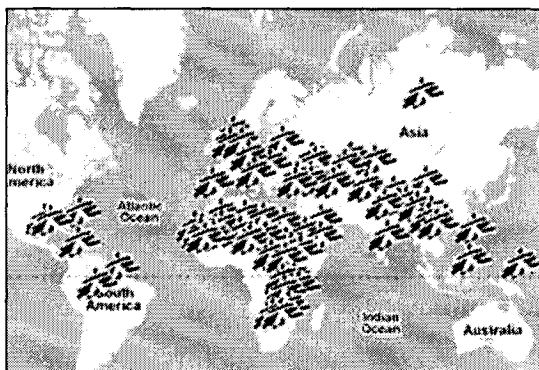 Asia
North
merica
Atlantic
Ocean
South
America
Indian
Ocean
Australia